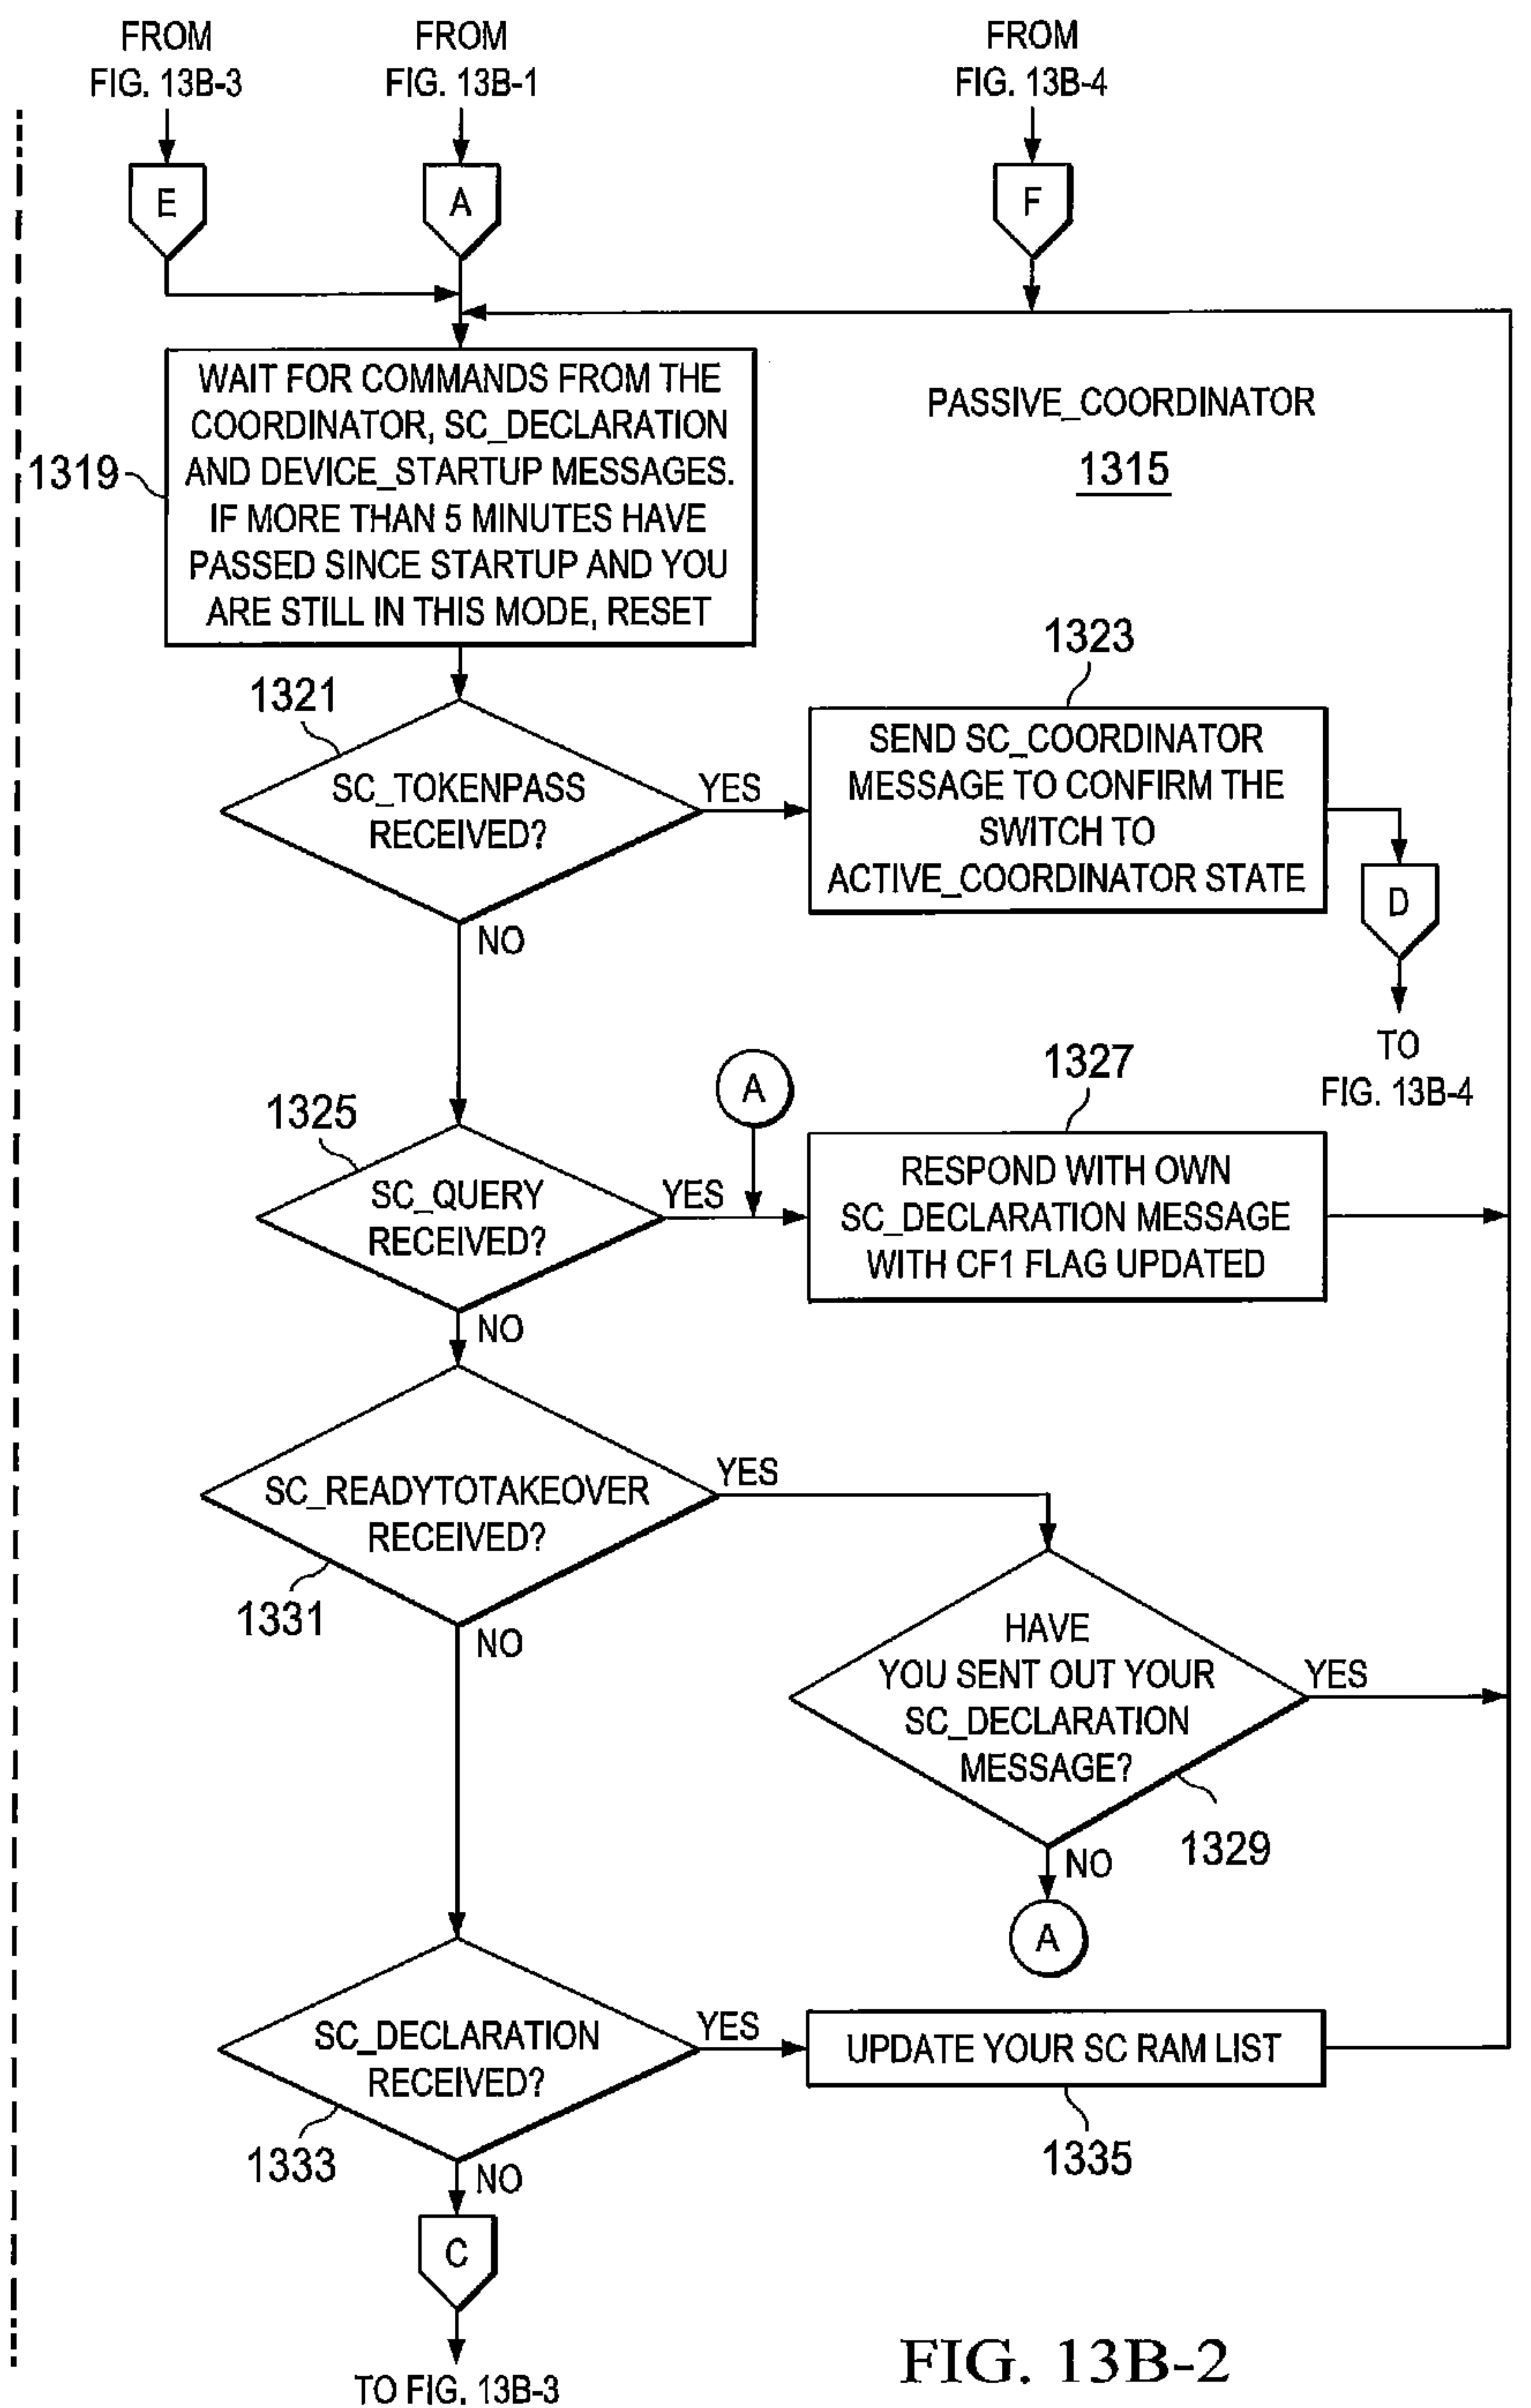 FROM
FIG. 13B-3
FROM
FIG. 13B-1
FROM
FIG. 13B-4
E
A
F
WAIT FOR COMMANDS FROM THE
COORDINATOR, SC_DECLARATION
AND DEVICE_STARTUP MESSAGES.
IF MORE THAN 5 MINUTES HAVE
PASSED SINCE STARTUP AND YOU
ARE STILL IN THIS MODE, RESET
1319
PASSIVE_COORDINATOR
1315
1321
SC_TOKENPASS
RECEIVED?
YES
NO
1323
SEND SC_COORDINATOR
MESSAGE TO CONFIRM THE
SWITCH TO
ACTIVE_COORDINATOR STATE
D
TO
FIG. 13B-4
1325
SC_QUERY
RECEIVED?
YES
NO
A
1327
RESPOND WITH OWN
SC_DECLARATION MESSAGE
WITH CF1 FLAG UPDATED
SC_READYTOTAKEOVER
RECEIVED?
YES
1331
NO
HAVE
YOU SENT OUT YOUR
SC_DECLARATION
MESSAGE?
YES
1329
NO
A
SC_DECLARATION
RECEIVED?
YES
1333
NO
UPDATE YOUR SC RAM LIST
1335
C
TO FIG. 13B-3
FIG. 13B-2